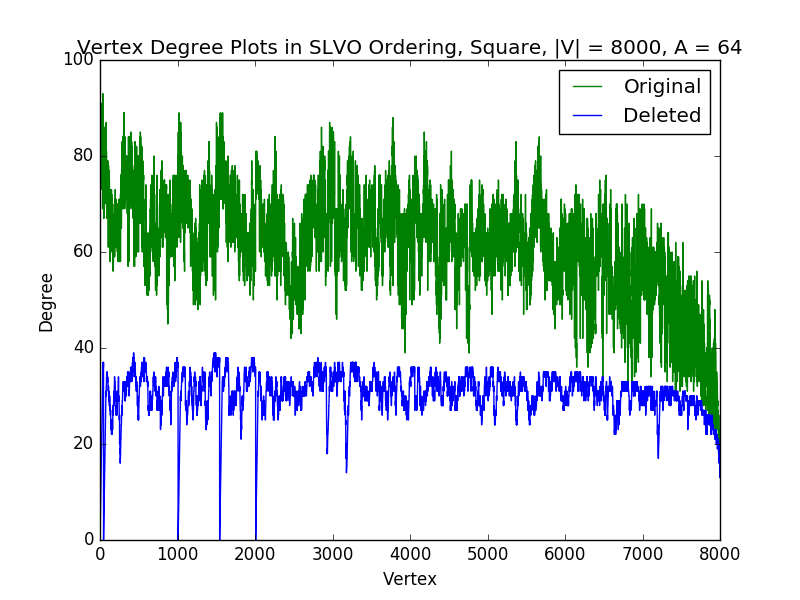 Vertex Degree Plots in SLVO Ordering, Square, |V| = 8000, A = 64
100
80
60
40
20
0
Degree
Original
Deleted
0 1000 2000 3000 4000 5000 6000 7000 8000
Vertex